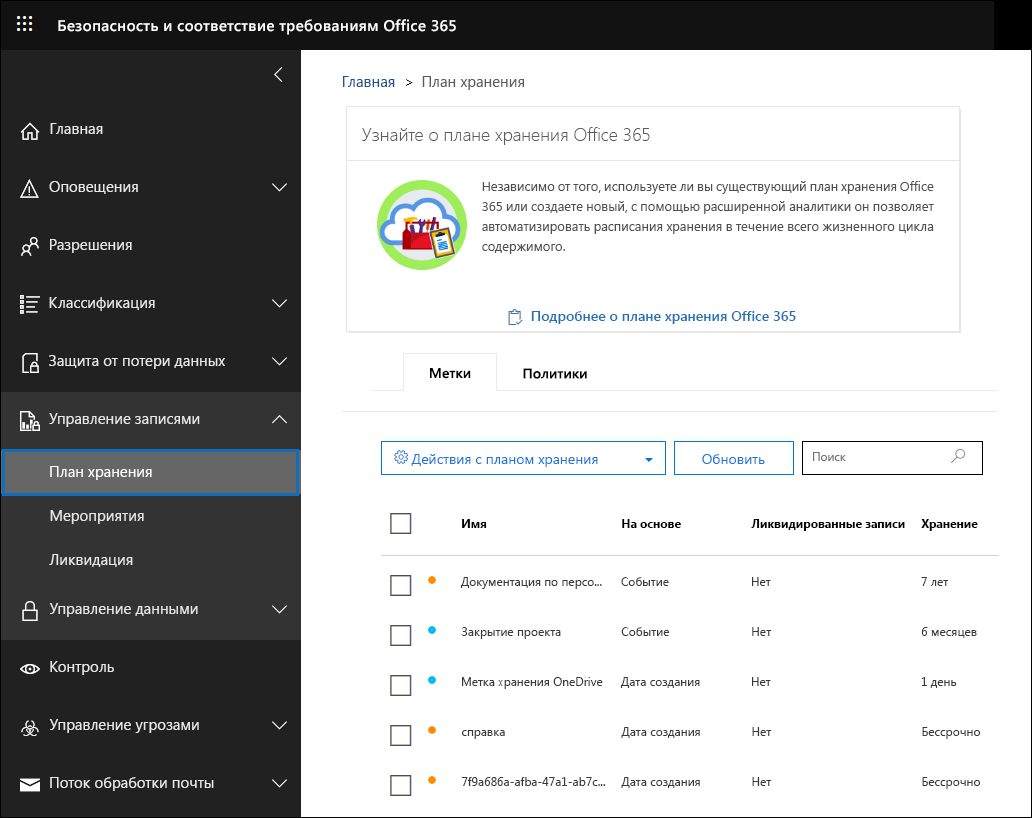 Безопасность и соответствие требованиям Office 365
Главная
Оповещения
Разрешения
Классификация
Защита от потери данных
Управление записями
План хранения
Мероприятия
Ликвидация
Управление данными
Контроль
Управление угрозами
Поток обработки почты
Главная > План хранения
Узнайте о плане хранения Office 365
Независимо от того, используете ли вы существующий план хранения Office
365 или создаете новый, с помощью расширенной аналитики он позволяет
автоматизировать расписания хранения в течение всего жизненного цикла
содержимого.
Подробнее о плане хранения Office 365
Метки Политики
Действия с планом хранения Обновить Поиск
Имя На основе Ликвидированные записи Хранение
Документация по персо... Событие Нет 7 лет
Закрытие проекта Событие Нет 6 месяцев
Метка хранения OneDrive Дата создания Нет 1 день
справка Дата создания Нет Бессрочно
7f9a686a-afba-47a1-ab7c... Дата создания Нет Бессрочно